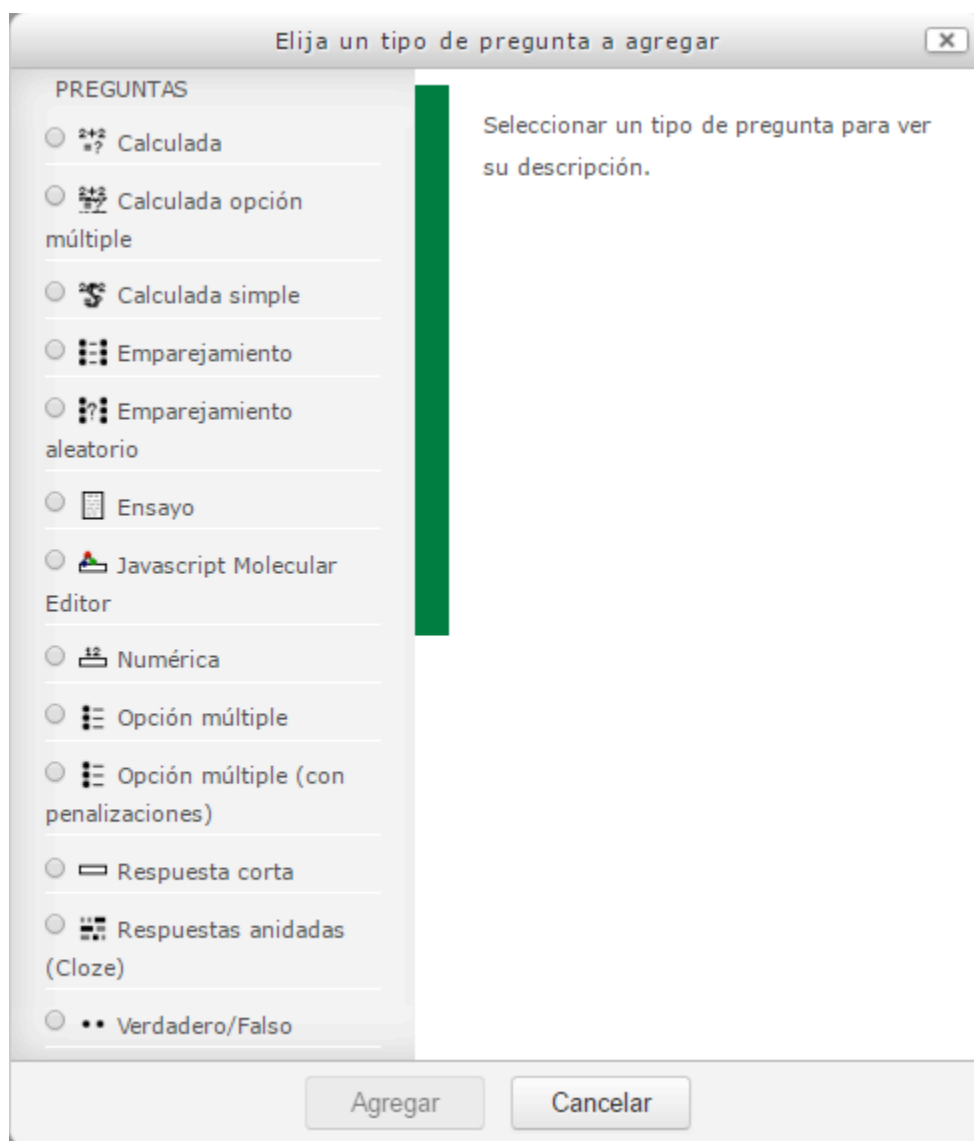 Elija un tipo de pregunta a agregar
PREGUNTAS
Calculada
Calculada opción
múltiple
Calculada simple
Emparejamiento
Emparejamiento
aleatorio
Ensayo
Javascript Molecular
Editor
Numérica
Opción múltiple
Opción múltiple (con
penalizaciones)
Respuesta corta
Respuestas anidadas
(Cloze)
Verdadero/Falso
Seleccionar un tipo de pregunta para ver
su descripción.
Agregar
Cancelar